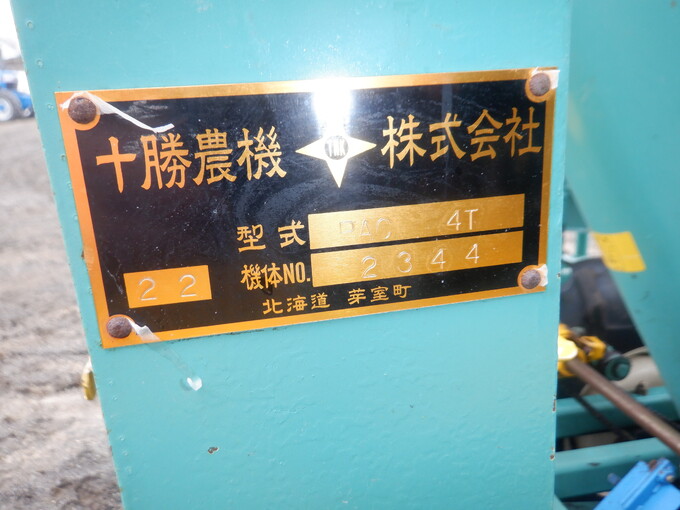 十勝農機 株式会社
型式 4T
22 機体NO. 2344
北海道 芽室町